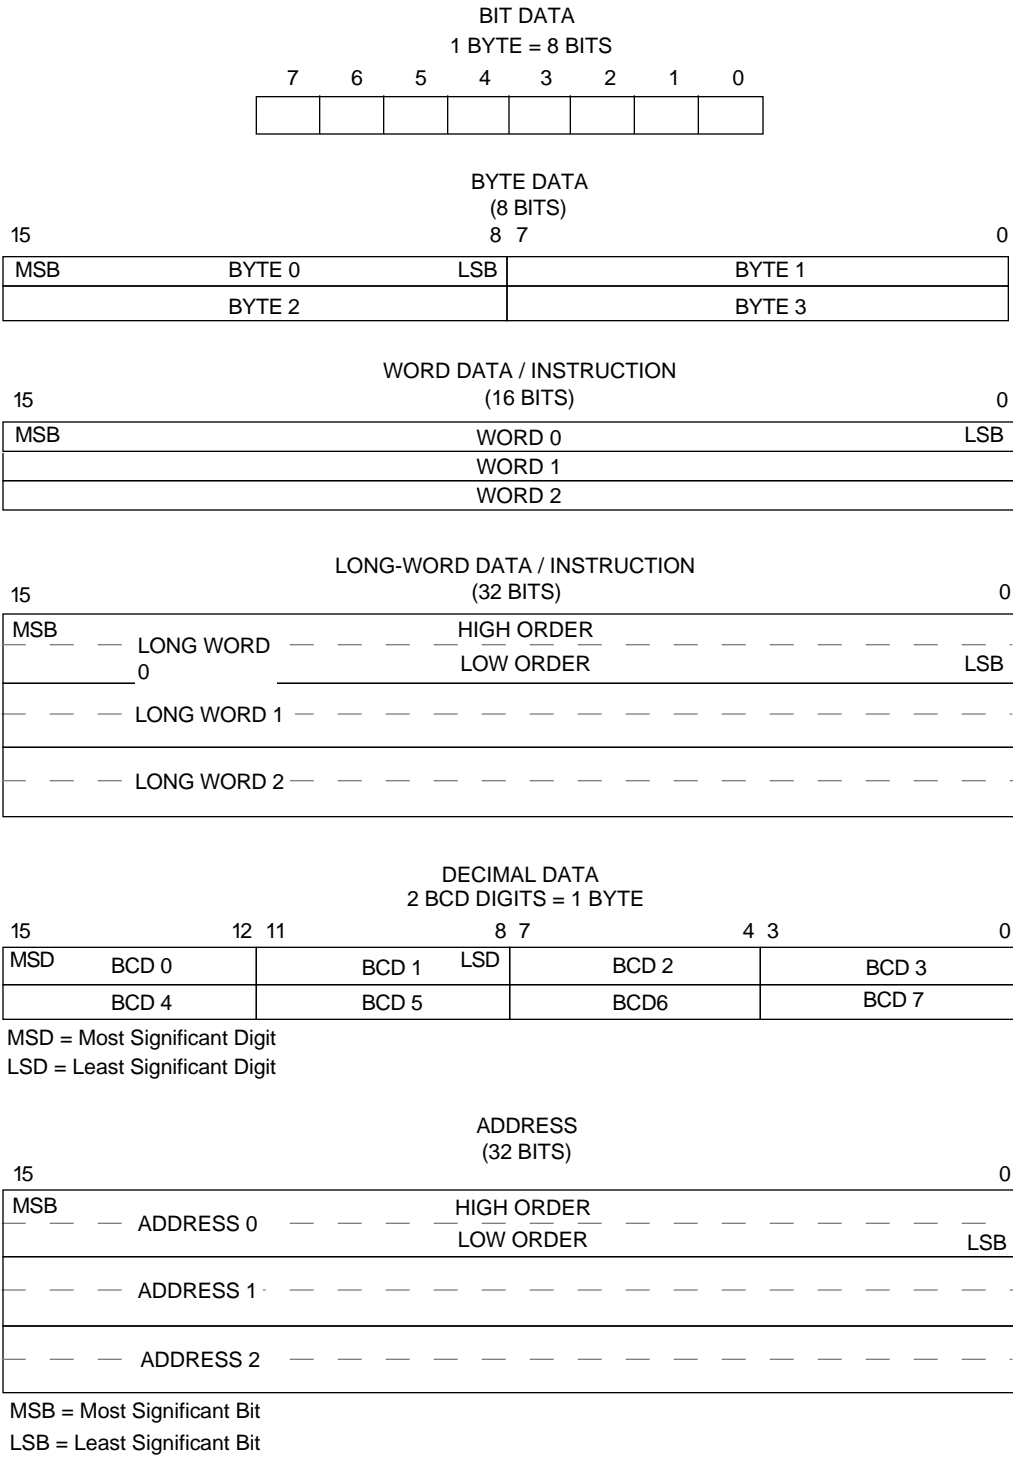 BIT DATA
1 BYTE = 8 BITS
7 6 5 4 3 2 1 0
BYTE DATA
(8 BITS)
15 8 7 0
MSB BYTE 0 LSB BYTE 1
BYTE 2 BYTE 3
WORD DATA / INSTRUCTION
(16 BITS)
15 0
MSB WORD 0 LSB
WORD 1
WORD 2
LONG-WORD DATA / INSTRUCTION
(32 BITS)
15 0
MSB HIGH ORDER
LONG WORD
0 LOW ORDER LSB
LONG WORD 1
LONG WORD 2
DECIMAL DATA
2 BCD DIGITS = 1 BYTE
15 12 11 8 7 4 3 0
MSD BCD 0 BCD 1 LSD BCD 2 BCD 3
BCD 4 BCD 5 BCD6 BCD 7
MSD = Most Significant Digit
LSD = Least Significant Digit
ADDRESS
(32 BITS)
15 0
MSB HIGH ORDER
ADDRESS 0
LOW ORDER LSB
ADDRESS 1
ADDRESS 2
MSB = Most Significant Bit
LSB = Least Significant Bit